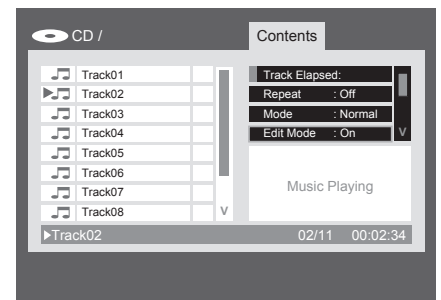 CD /
Contents
Track01
Track02
Track03
Track04
Track05
Track06
Track07
Track08
V
Track Elapsed:
Repeat : Off
Mode : Normal
Edit Mode : On
V
Music Playing
Track02 02/11 00:02:34